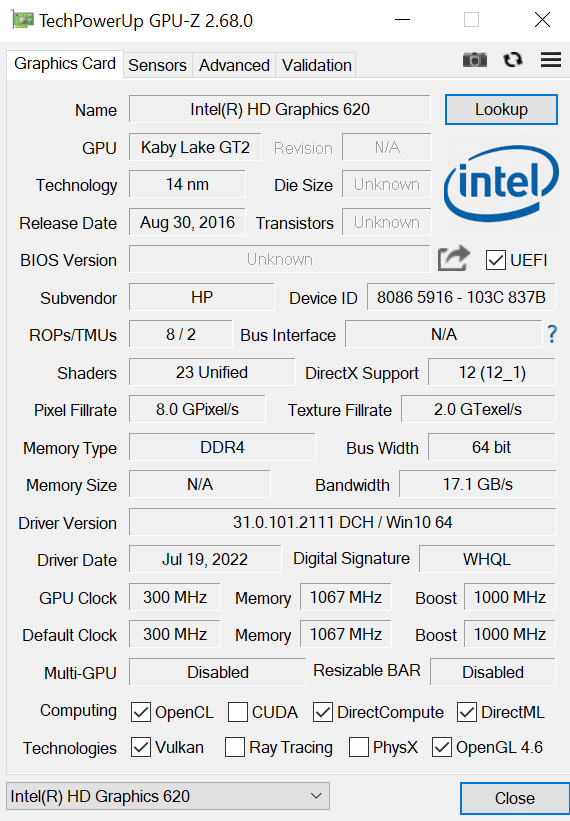 TechPowerUp GPU-Z 2.68.0
Graphics Card Sensors Advanced Validation
Name Intel(R) HD Graphics 620 Lookup
GPU Kaby Lake GT2 Revision N/A
intel
Technology 14 nm Die Size Unknown
Release Date Aug 30, 2016 Transistors Unknown
BIOS Version Unknown UEFI
Subvendor HP Device ID 8086 5916 - 103C 837B
ROPs/TMUs 8 / 2 Bus Interface N/A ?
Shaders 23 Unified DirectX Support 12 (12_1)
Pixel Fillrate 8.0 GPixel/s Texture Fillrate 2.0 GTexel/s
Memory Type DDR4 Bus Width 64 bit
Memory Size N/A Bandwidth 17.1 GB/s
Driver Version 31.0.101.2111 DCH / Win10 64
Driver Date Jul 19, 2022 Digital Signature WHQL
GPU Clock 300 MHz Memory 1067 MHz Boost 1000 MHz
Default Clock 300 MHz Memory 1067 MHz Boost 1000 MHz
Multi-GPU Disabled Resizable BAR Disabled
Computing OpenCL CUDA DirectCompute DirectML
Technologies Vulkan Ray Tracing PhysX OpenGL 4.6
Intel(R) HD Graphics 620 Close